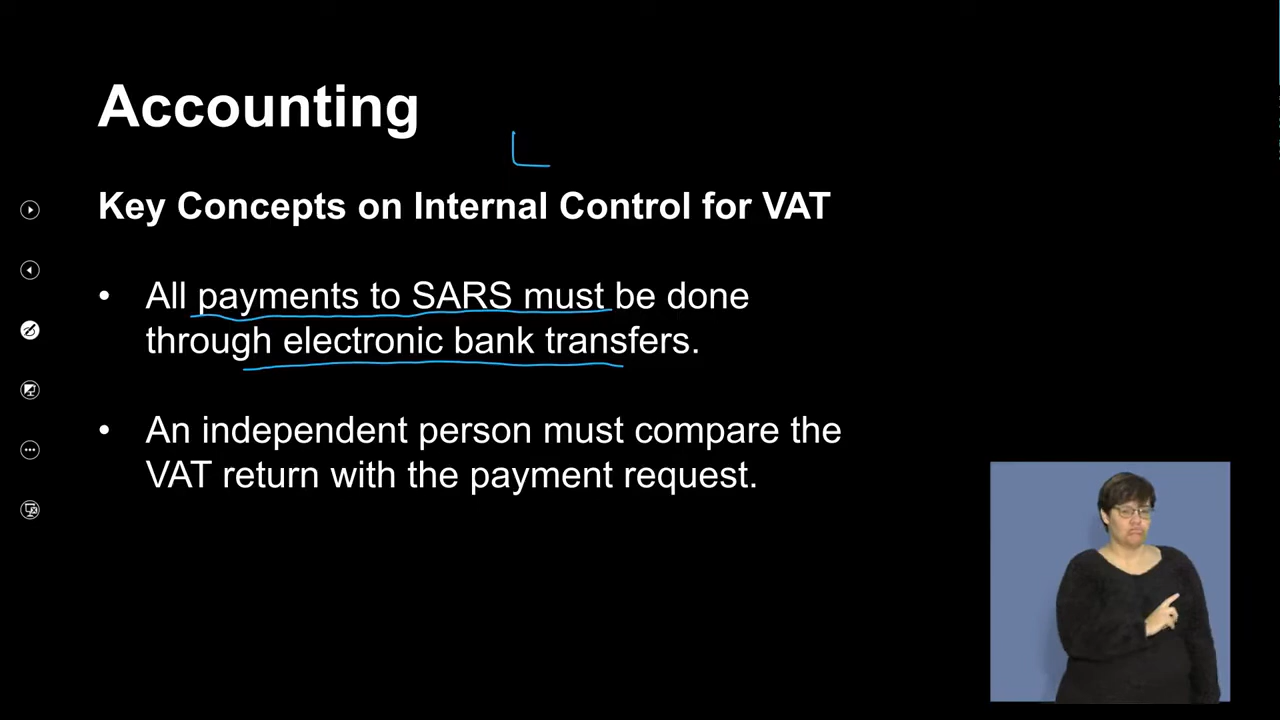 Accounting
Key Concepts on Internal Control for VAT
• All payments to SARS must be done
through electronic bank transfers.
• An independent person must compare the
VAT return with the payment request.